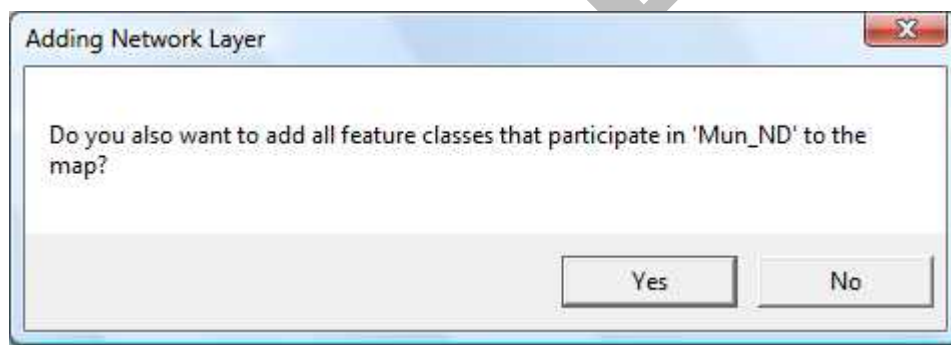 Adding Network Layer
Do you also want to add all feature classes that participate in 'Mun_ND' to the
map?
Yes No